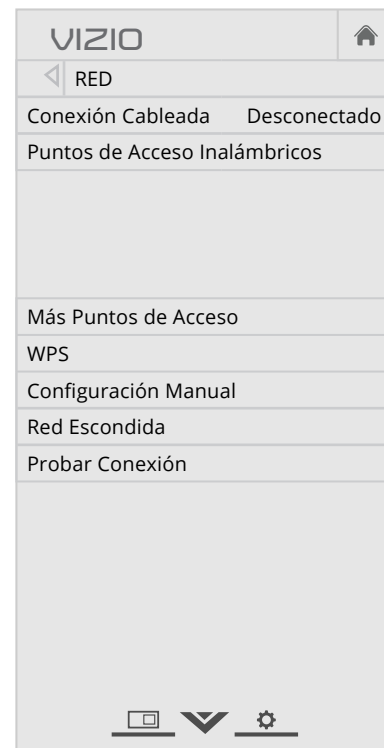 VIZIO
RED
Conexión Cableada Desconectado
Puntos de Acceso Inalámbricos
Más Puntos de Acceso
WPS
Configuración Manual
Red Escondida
Probar Conexión